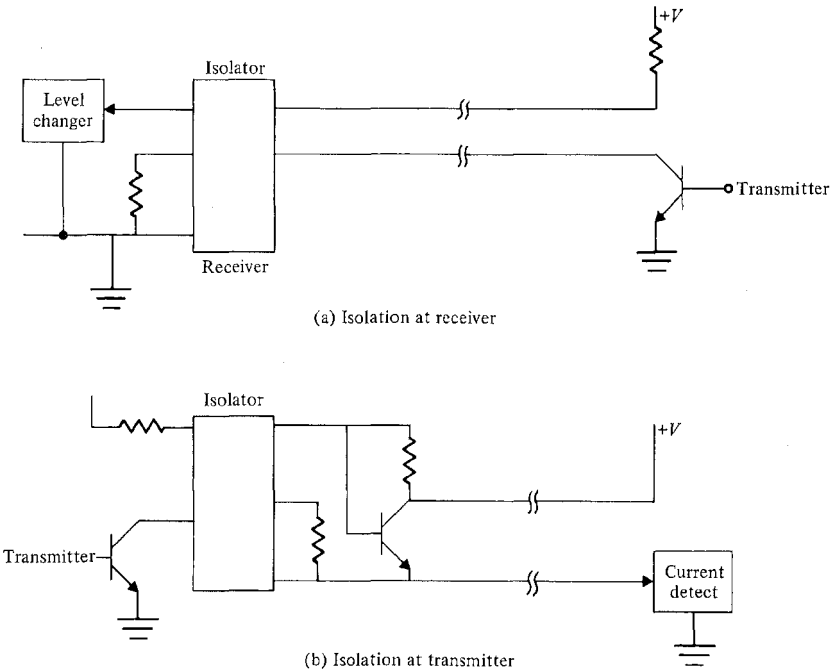 +V
Isolator
Level
changer
Transmitter
Receiver
(a) Isolation at receiver
Isolator
+V
Transmitter
Current
detect
(b) Isolation at transmitter